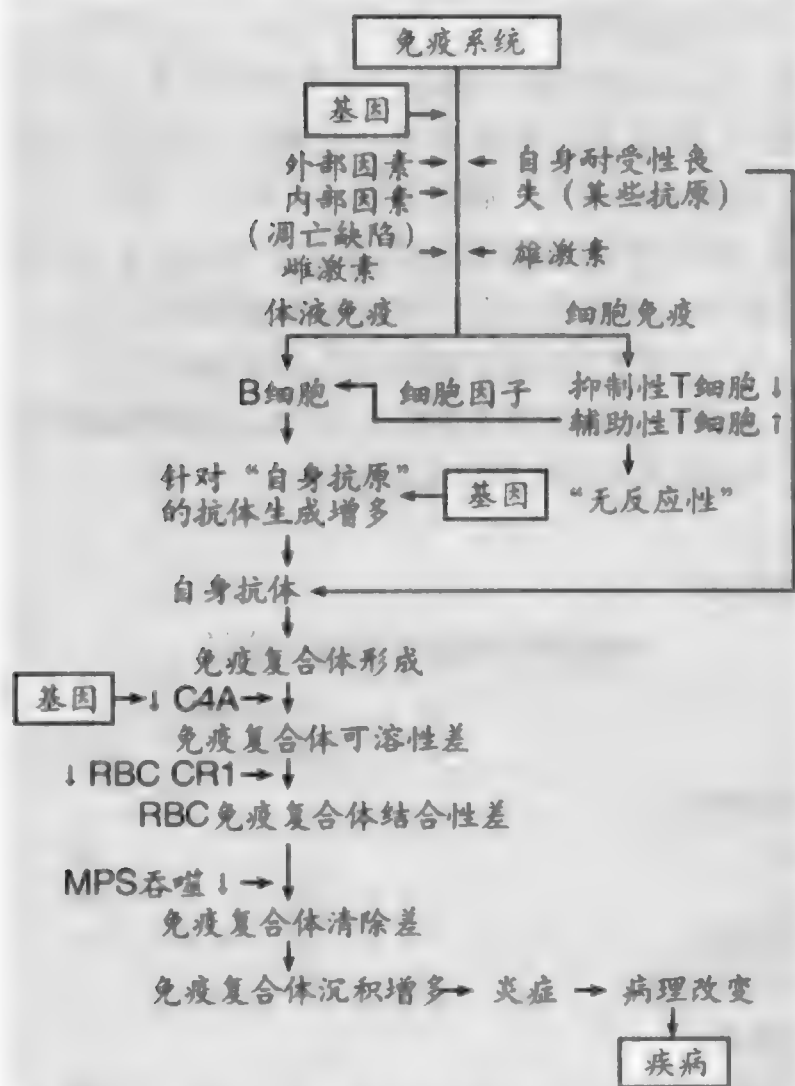 免疫系统
基因
外部因素 自身耐受性丧
内部因素 失（某些抗原）
(凋亡缺陷)
雌激素 雄激素
体液免疫 细胞免疫
B细胞 细胞因子 抑制性T细胞↓
辅助性T细胞↑
针对“自身抗原” 基因 “无反应性”
的抗体生成增多
自身抗体
免疫复合体形成
基因 ↓ C4A
免疫复合体可溶性差
↓ RBC CR1
RBC免疫复合体结合性差
MPS吞噬↓
免疫复合体清除差
免疫复合体沉积增多 炎症 病理改变
疾病